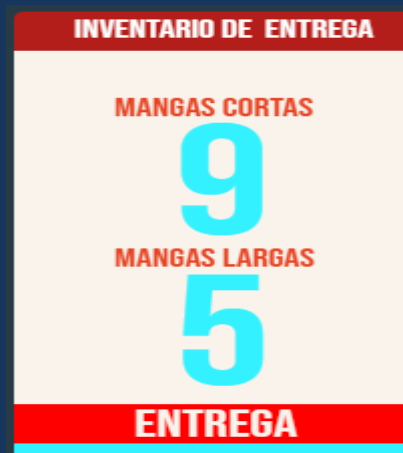 INVENTARIO DE ENTREGA
MANGAS CORTAS
9
MANGAS LARGAS
5
ENTREGA